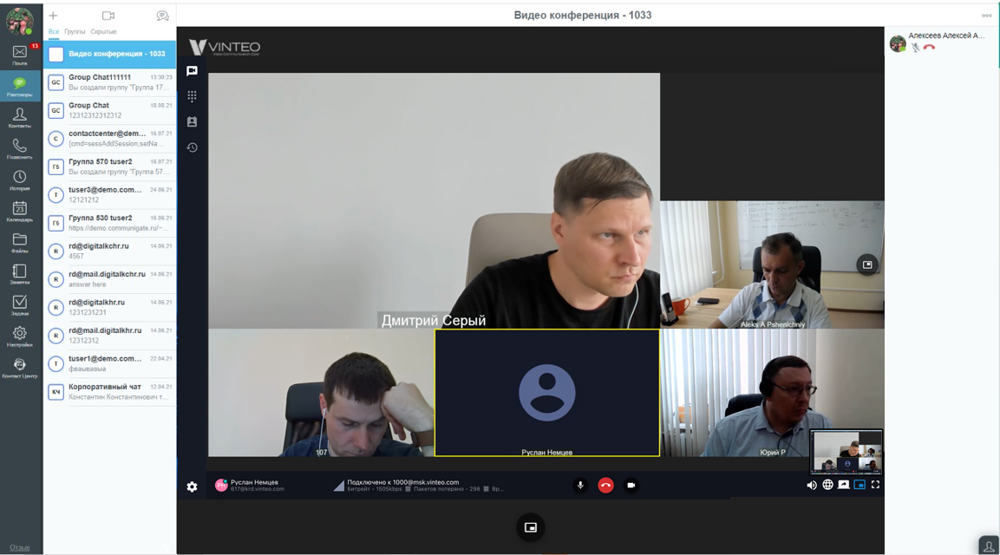 Видео конференция - 1033
13
Почта
Разговоры
Контакты
Позвонить
История
23
Календарь
Файлы
Заметки
Задачи
Настройки
Контакт Центр
Отзыв
Все Группы Скрытые
Видео конференция - 1033
GC Group Chat111111 13:30:23
Вы создали группу "Группа 17...
GC Group Chat 18.08.21
12312312312312
C contactcenter@dem... 16.07.21
{cmd=sessAddSession;setNa...
Г5 Группа 570 tuser2 16.07.21
Вы создали группу "Группа 57...
T tuser3@demo.com... 24.06.21
12121212
Г5 Группа 530 tuser2 16.06.21
https://demo.communigate.ru/~...
R rd@digitalkchr.ru 14.06.21
4567
R rd@mail.digitalkhr.ru 14.06.21
answer here
R rd@digitalkhr.ru 14.06.21
1231231231
R rd@mail.digitalkhr.ru 14.06.21
12312312
T tuser1@demo.com... 22.04.21
фваывавыа
КЧ Корпоративный чат 12.04.21
Константин Константинович т...
VINTEO
Дмитрий Серый
Aleks A Pshenichniy
107
Руслан Немцев
Юрий Р
РН Руслан Немцев
617@krd.vinteo.com
Подключено к 1000@msk.vinteo.com
Битрейт - 1505kbps Пакетов потеряно - 298 Вр...
Алексеев Алексей А...